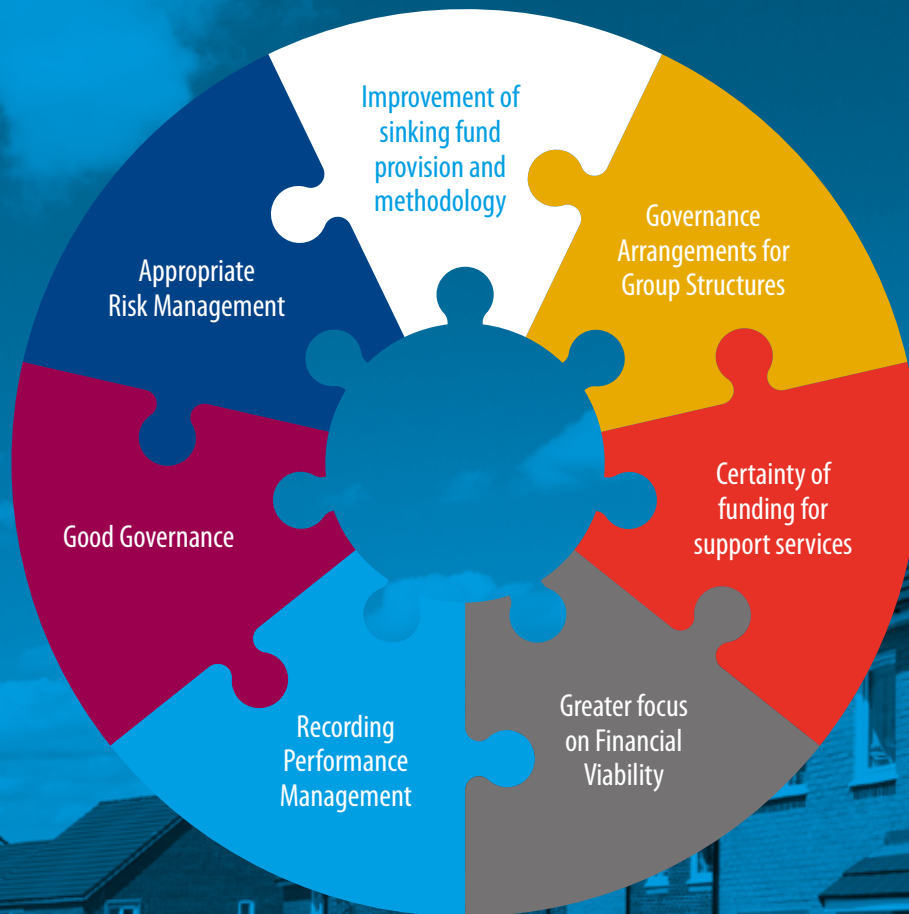 Improvement of
sinking fund
provision and
methodology
Governance
Arrangements for
Group Structures
Certainty of
funding for
support services
Greater focus
on Financial
Viability
Recording
Performance
Management
Good Governance
Appropriate
Risk Management